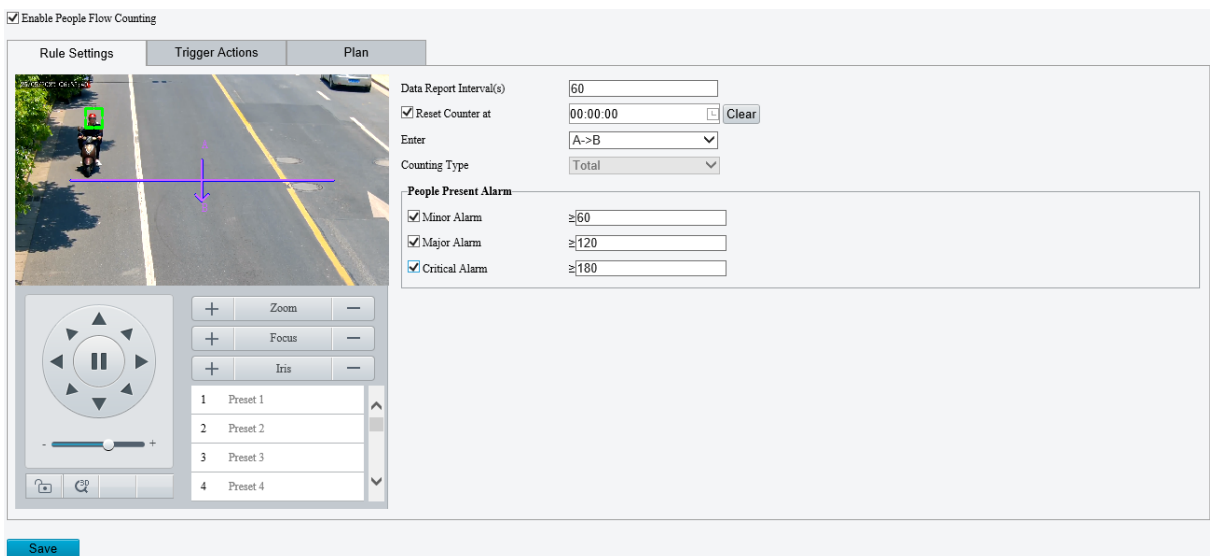 Enable People Flow Counting
Rule Settings
Trigger Actions
Plan
Data Report Interval(s) 60
Reset Counter at 00:00:00 Clear
Enter A->B
Counting Type Total
People Present Alarm
Minor Alarm ≥60
Major Alarm ≥120
Critical Alarm ≥180
+ Zoom −
+ Focus −
+ Iris −
1 Preset 1
2 Preset 2
3 Preset 3
4 Preset 4
- +
3D
Save